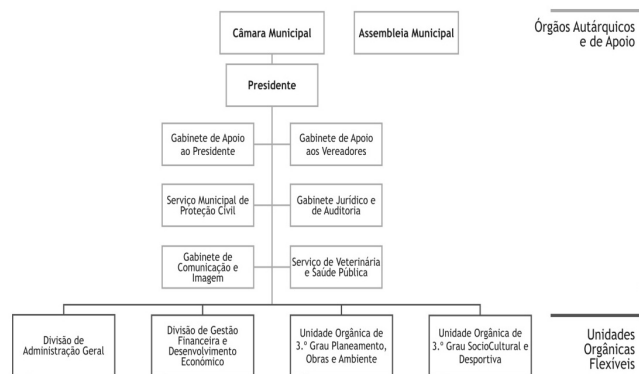 Câmara Municipal
Assembleia Municipal
Órgãos Autárquicos
e de Apoio
Presidente
Gabinete de Apoio
ao Presidente
Gabinete de Apoio
aos Vereadores
Serviço Municipal de
Proteção Civil
Gabinete Jurídico e
de Auditoria
Gabinete de
Comunicação e
Imagem
Serviço de Veterinária
e Saúde Pública
Divisão de
Administração Geral
Divisão de Gestão
Financeira e
Desenvolvimento
Económico
Unidade Orgânica de
3.º Grau Planeamento,
Obras e Ambiente
Unidade Orgânica de
3.º Grau SocioCultural e
Desportiva
Unidades
Orgânicas
Flexíveis